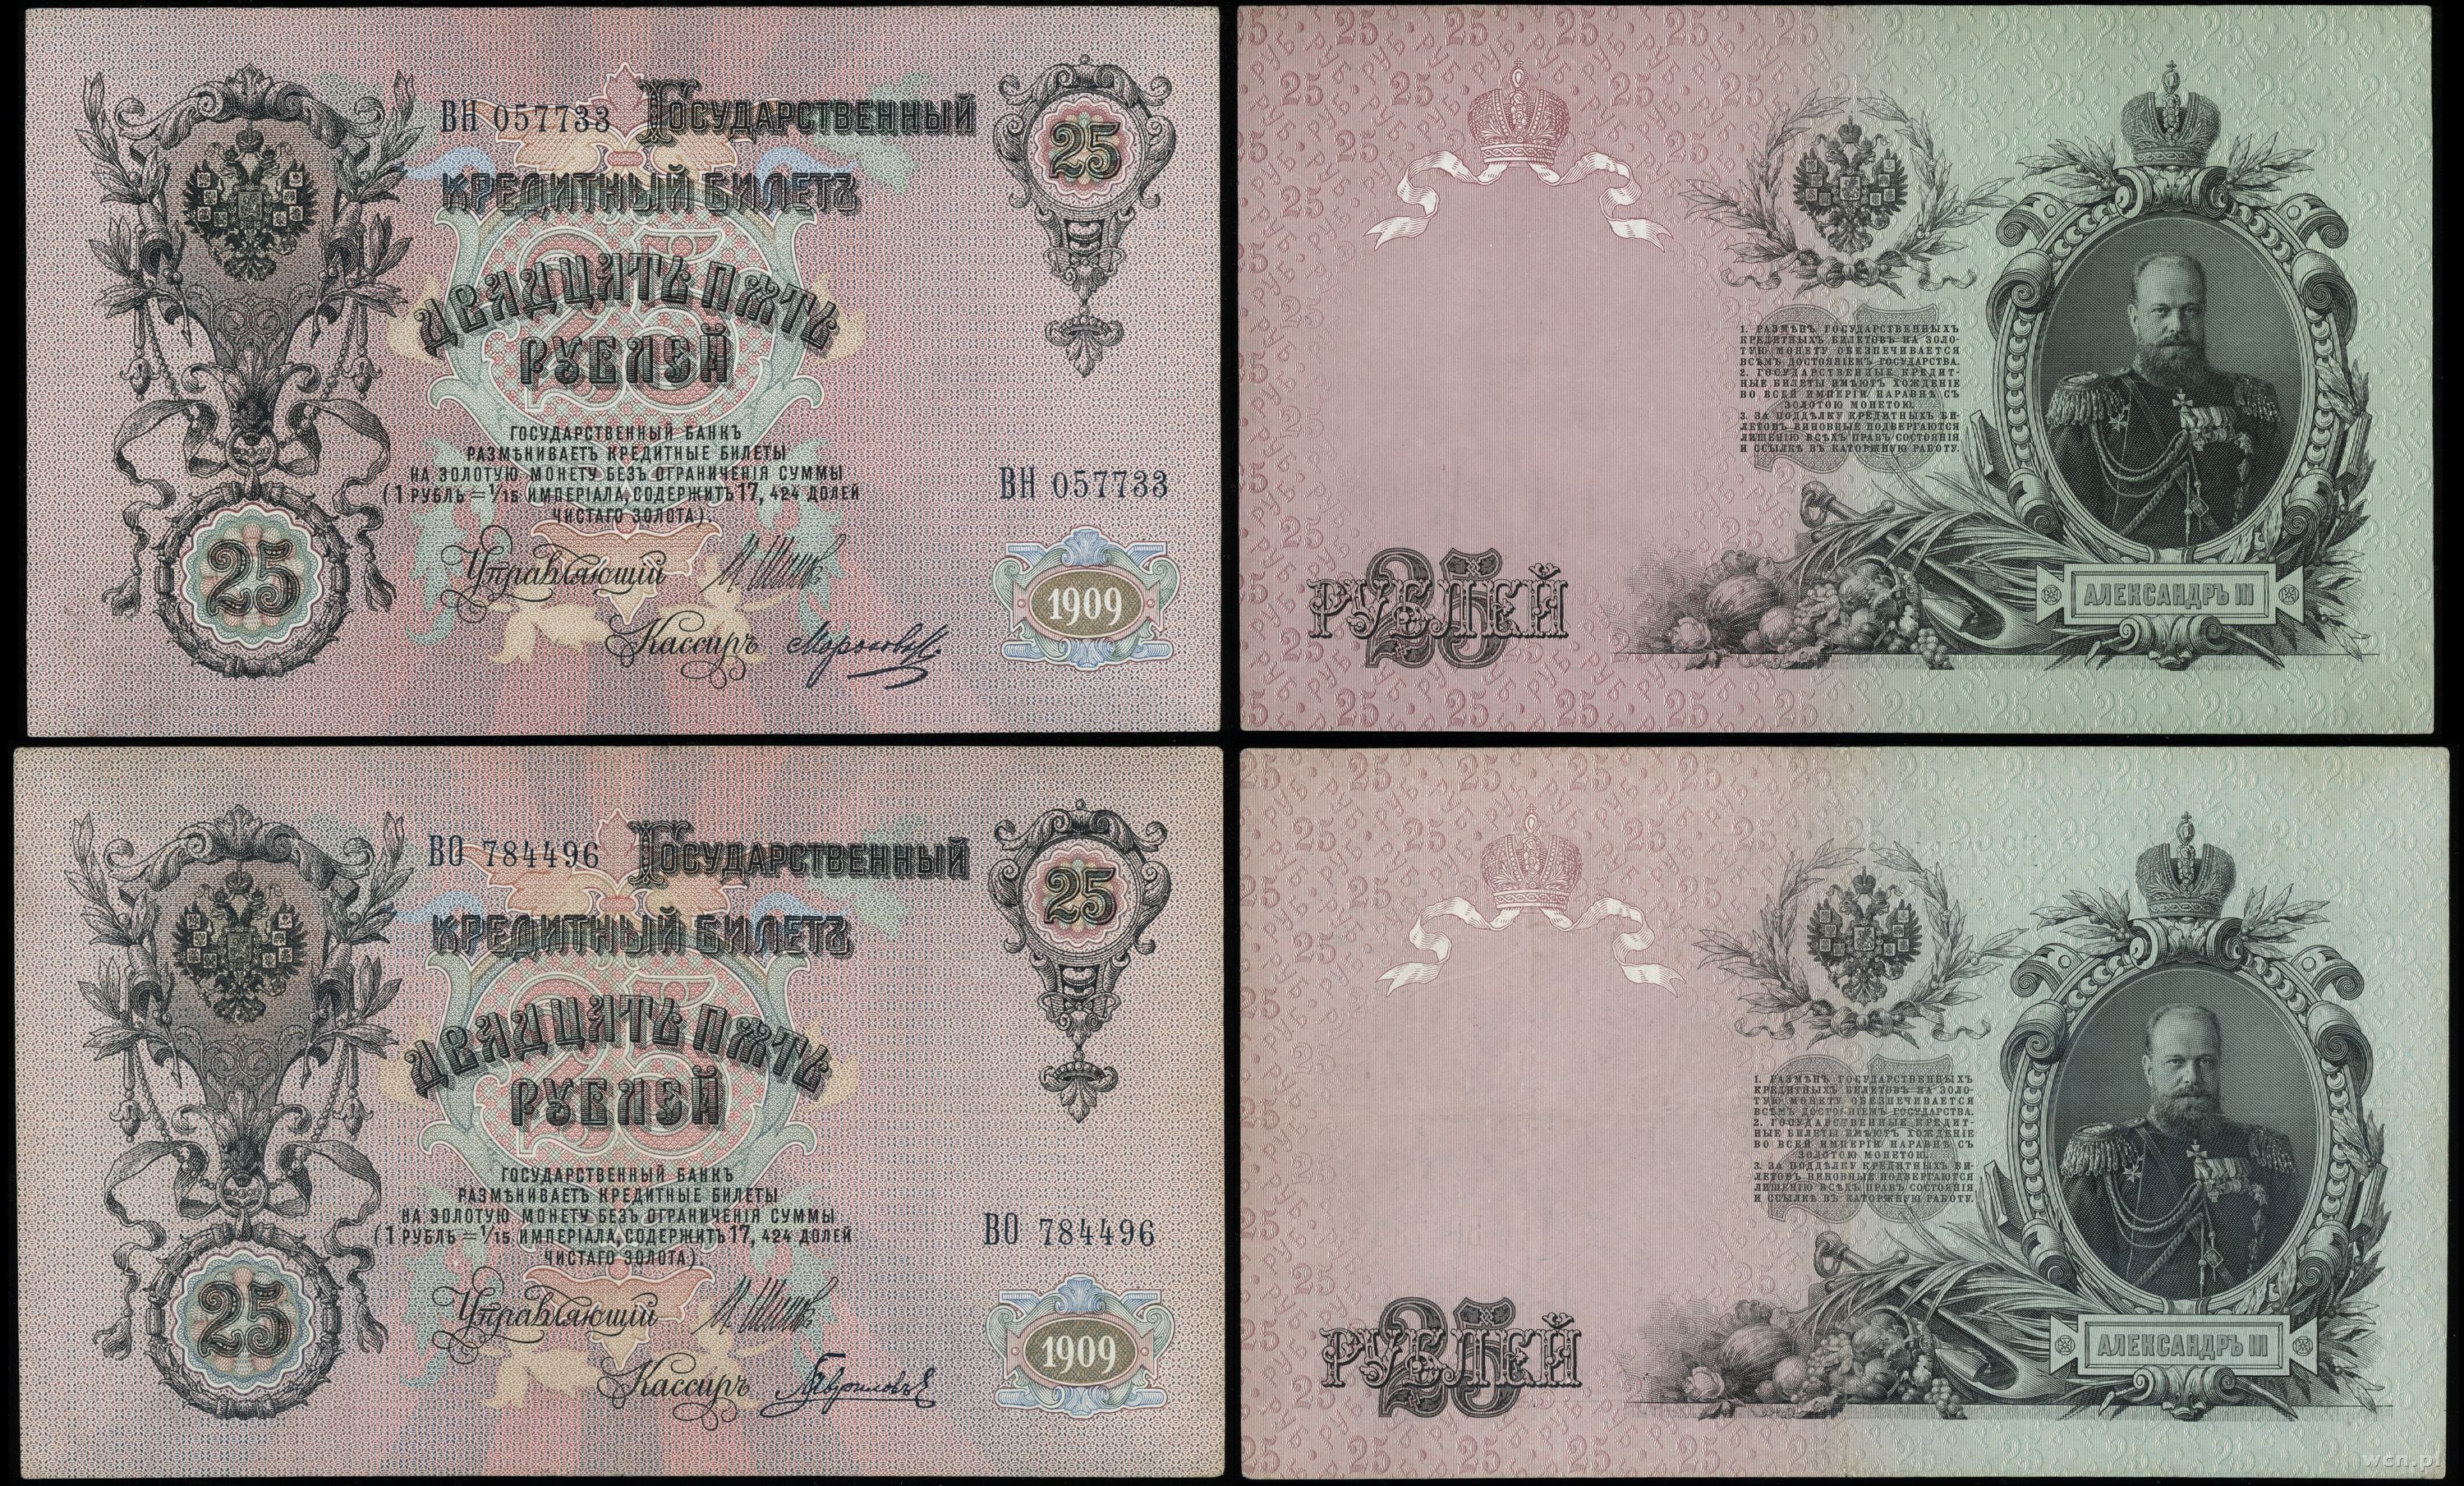 ВН 057733
Государственный
25
КРЕДИТНЫЙ БИЛЕТЪ
25
ДВАДЦАТЬ ПЯТЬ
РУБЛЕЙ
ГОСУДАРСТВЕННЫЙ БАНКЪ
РАЗМѢНИВАЕТЪ КРЕДИТНЫЕ БИЛЕТЫ
НА ЗОЛОТУЮ МОНЕТУ БЕЗЪ ОГРАНИЧЕНІЯ СУММЫ
(1 РУБЛЬ = 1/15 ИМПЕРІАЛА, СОДЕРЖИТЪ 17, 424 ДОЛЕЙ
ЧИСТАГО ЗОЛОТА).
ВН 057733
25
Управляющій
Кассиръ
1909
25
1. РАЗМѢНЪ ГОСУДАРСТВЕННЫХЪ
КРЕДИТНЫХЪ БИЛЕТОВЪ НА ЗОЛО-
ТУЮ МОНЕТУ ОБЕЗПЕЧИВАЕТСЯ
ВСѢМЪ ДОСТОЯНІЕМЪ ГОСУДАРСТВА.
2. ГОСУДАРСТВЕННЫЕ КРЕДИТ-
НЫЕ БИЛЕТЫ ИМѢЮТЪ ХОЖДЕНІЕ
ВО ВСЕЙ ИМПЕРІИ НАРАВНѢ СЪ
ЗОЛОТОЮ МОНЕТОЮ.
3. ЗА ПОДДѢЛКУ КРЕДИТНЫХЪ БИ-
ЛЕТОВЪ ВИНОВНЫЕ ПОДВЕРГАЮТСЯ
ЛИШЕНІЮ ВСѢХЪ ПРАВЪ СОСТОЯНІЯ
И ССЫЛКѢ ВЪ КАТОРЖНУЮ РАБОТУ.
25
РУБЛЕЙ
АЛЕКСАНДРЪ III
ВО 784496
Государственный
25
КРЕДИТНЫЙ БИЛЕТЪ
25
ДВАДЦАТЬ ПЯТЬ
РУБЛЕЙ
ГОСУДАРСТВЕННЫЙ БАНКЪ
РАЗМѢНИВАЕТЪ КРЕДИТНЫЕ БИЛЕТЫ
НА ЗОЛОТУЮ МОНЕТУ БЕЗЪ ОГРАНИЧЕНІЯ СУММЫ
(1 РУБЛЬ = 1/15 ИМПЕРІАЛА, СОДЕРЖИТЪ 17, 424 ДОЛЕЙ
ЧИСТАГО ЗОЛОТА).
ВО 784496
25
Управляющій
Кассиръ
1909
25
1. РАЗМѢНЪ ГОСУДАРСТВЕННЫХЪ
КРЕДИТНЫХЪ БИЛЕТОВЪ НА ЗОЛО-
ТУЮ МОНЕТУ ОБЕЗПЕЧИВАЕТСЯ
ВСѢМЪ ДОСТОЯНІЕМЪ ГОСУДАРСТВА.
2. ГОСУДАРСТВЕННЫЕ КРЕДИТ-
НЫЕ БИЛЕТЫ ИМѢЮТЪ ХОЖДЕНІЕ
ВО ВСЕЙ ИМПЕРІИ НАРАВНѢ СЪ
ЗОЛОТОЮ МОНЕТОЮ.
3. ЗА ПОДДѢЛКУ КРЕДИТНЫХЪ БИ-
ЛЕТОВЪ ВИНОВНЫЕ ПОДВЕРГАЮТСЯ
ЛИШЕНІЮ ВСѢХЪ ПРАВЪ СОСТОЯНІЯ
И ССЫЛКѢ ВЪ КАТОРЖНУЮ РАБОТУ.
25
РУБЛЕЙ
АЛЕКСАНДРЪ III
wcn.pl